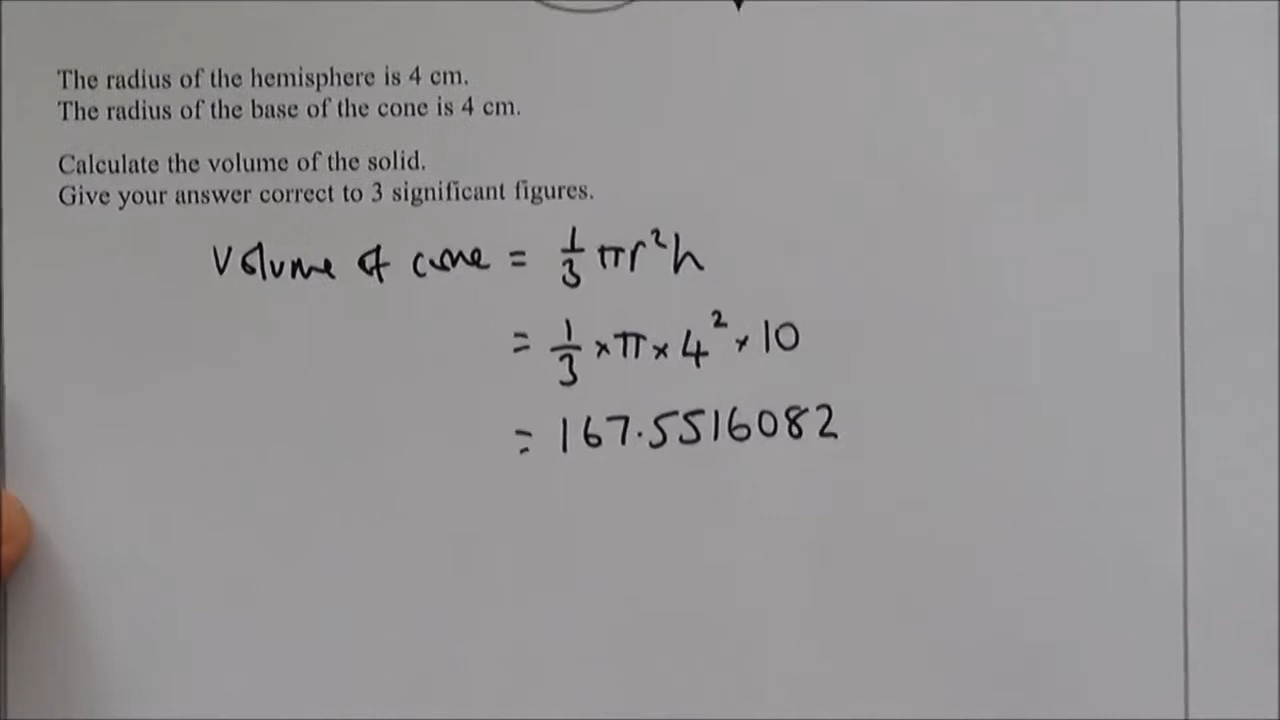 The radius of the hemisphere is 4 cm.
The radius of the base of the cone is 4 cm.
Calculate the volume of the solid.
Give your answer correct to 3 significant figures.
Volume of cone = 1/3 πr²h
= 1/3 × π × 4² × 10
= 167.5516082